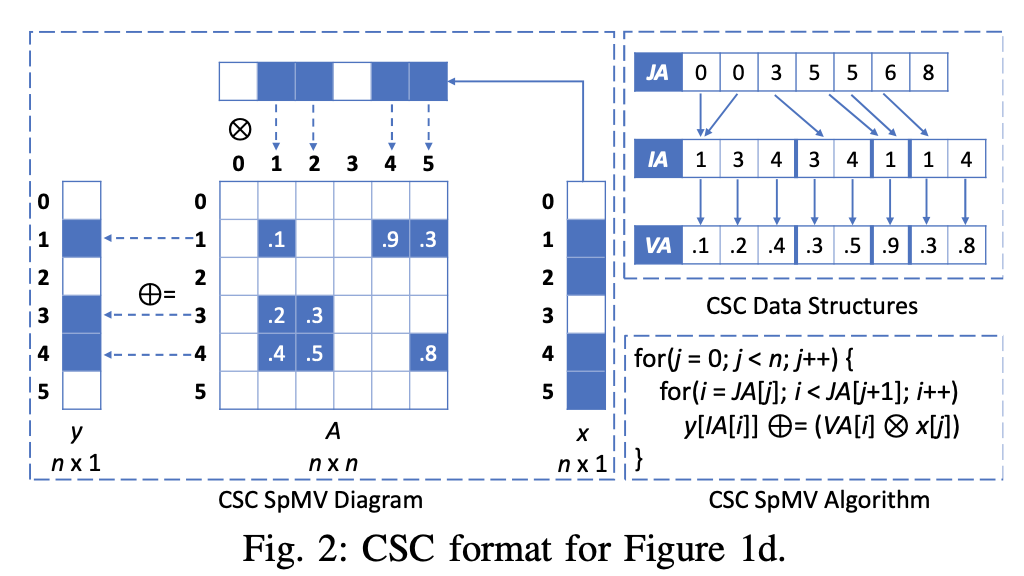 ⊗
0 1 2 3 4 5
0
1
2
3
4
5
⊕=
0
1 .1 .9 .3
2
3 .2 .3
4 .4 .5 .8
5
0
1
2
3
4
5
y
n x 1
A
n x n
x
n x 1
CSC SpMV Diagram
JA 0 0 3 5 5 6 8
IA 1 3 4 3 4 1 1 4
VA .1 .2 .4 .3 .5 .9 .3 .8
CSC Data Structures
for(j = 0; j < n; j++) {
for(i = JA[j]; i < JA[j+1]; i++)
y[IA[i]] ⊕= (VA[i] ⊗ x[j])
}
CSC SpMV Algorithm
Fig. 2: CSC format for Figure 1d.